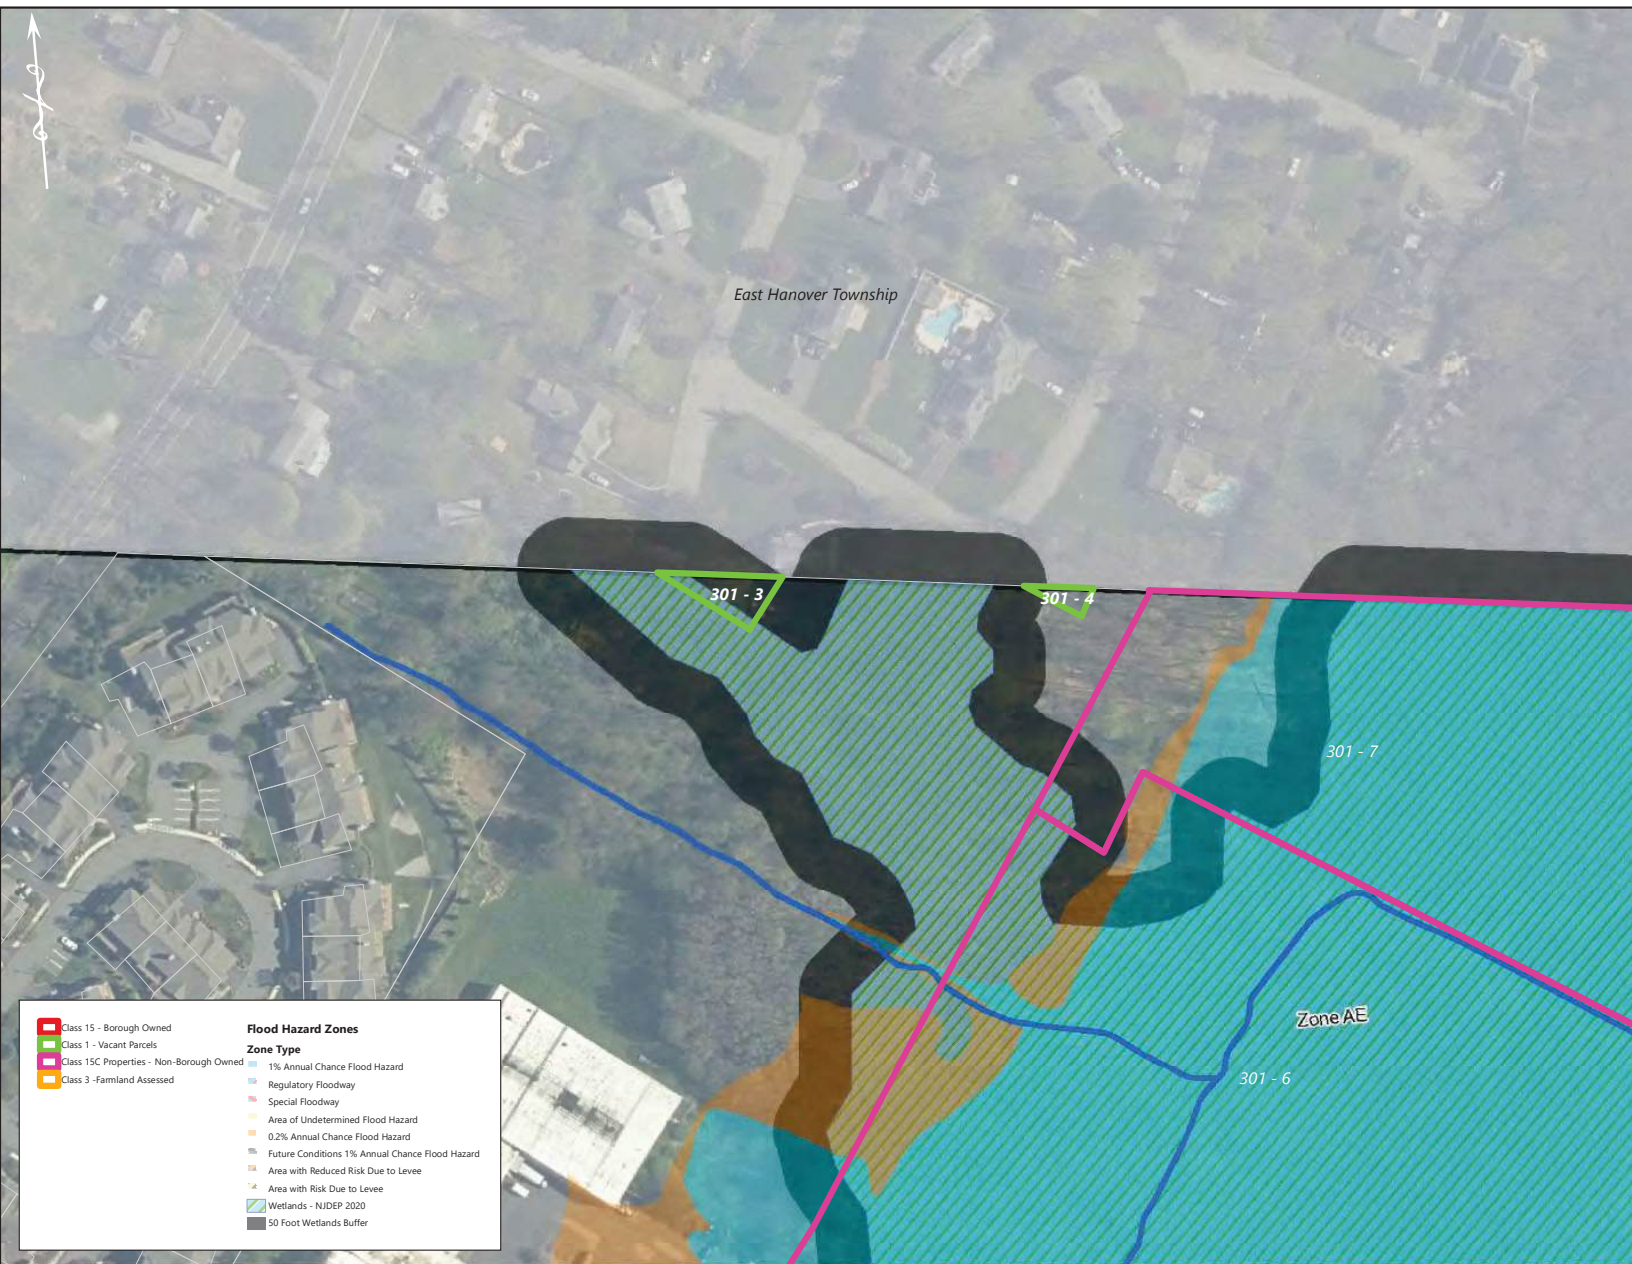 East Hanover Township
301 - 3
301 - 4
301 - 7
Zone AE
301 - 6
Class 15 - Borough Owned
Class 1 - Vacant Parcels
Class 15C Properties - Non-Borough Owned
Class 3 -Farmland Assessed
Flood Hazard Zones
Zone Type
1% Annual Chance Flood Hazard
Regulatory Floodway
Special Floodway
Area of Undetermined Flood Hazard
0.2% Annual Chance Flood Hazard
Future Conditions 1% Annual Chance Flood Hazard
Area with Reduced Risk Due to Levee
Area with Risk Due to Levee
Wetlands - NJDEP 2020
50 Foot Wetlands Buffer